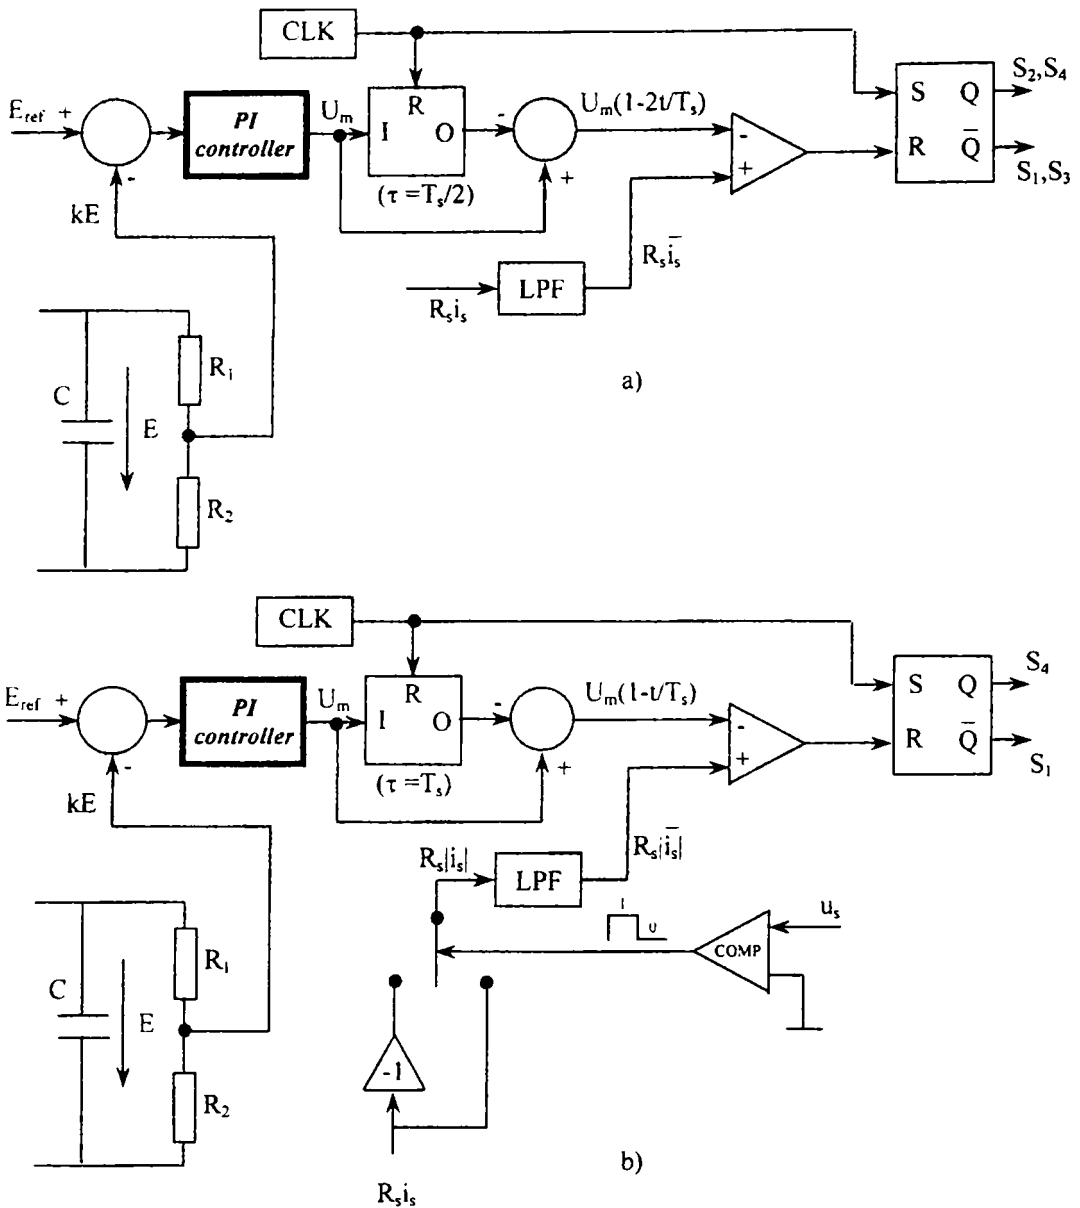 CLK
E_ref +
-
PI
controller
U_m
R
I
O
(τ = T_s/2)
-
+
U_m(1-2t/T_s)
-
+
S Q
R Q̅
S_2,S_4
S_1,S_3
kE
R_s i_s
LPF
R_s i̅_s
a)
C
E
R_1
R_2
CLK
E_ref +
-
PI
controller
U_m
R
I
O
(τ = T_s)
-
+
U_m(1-t/T_s)
-
+
S Q
R Q̅
S_4
S_1
kE
R_s|i_s|
LPF
R_s|i̅_s|
1
0
COMP
u_s
C
E
R_1
R_2
-1
R_s i_s
b)